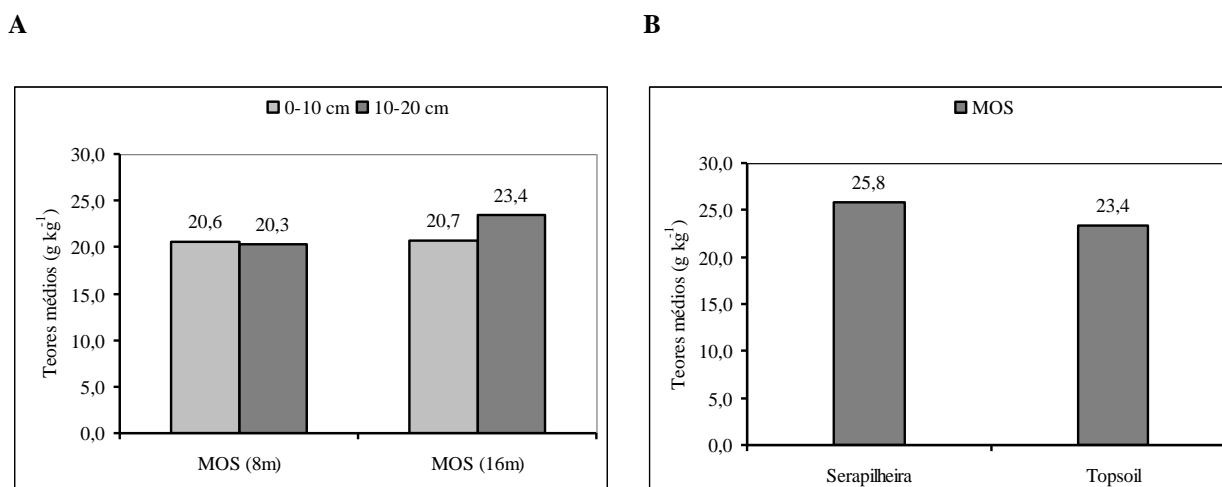 A
0-10 cm 10-20 cm
Teores médios (g kg-1)
30,0
25,0
20,0
15,0
10,0
5,0
0,0
20,6
20,3
20,7
23,4
MOS (8m)
MOS (16m)
B
MOS
Teores médios (g kg-1)
30,0
25,0
20,0
15,0
10,0
5,0
0,0
25,8
23,4
Serapilheira
Topsoil